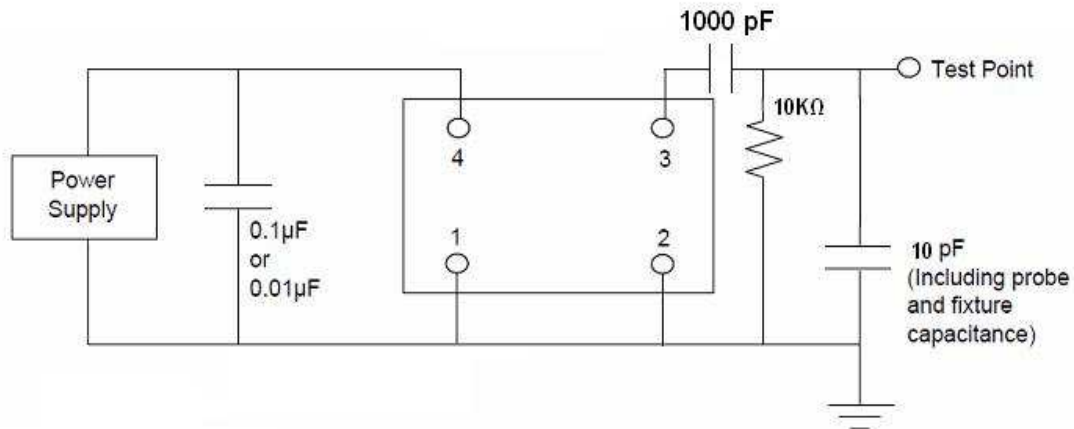 1000 pF
Test Point
10KΩ
4
3
Power
Supply
0.1µF
or
0.01µF
1
2
10 pF
(Including probe
and fixture
capacitance)